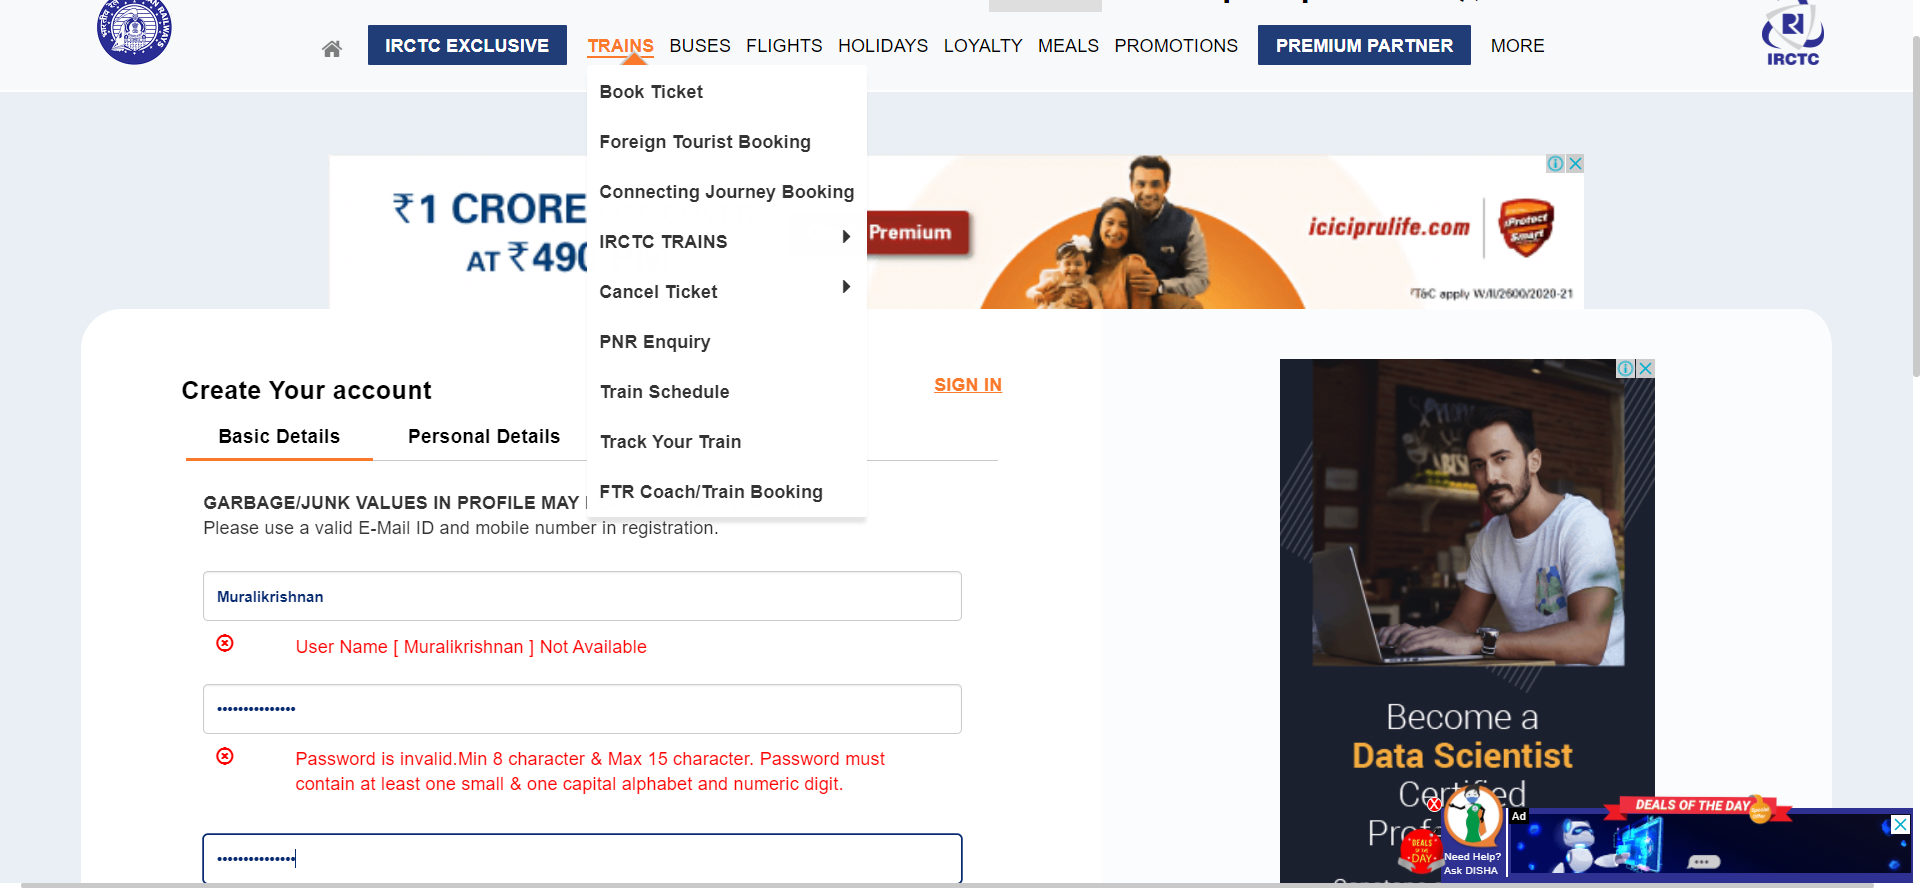 IRCTC EXCLUSIVE
TRAINS
BUSES
FLIGHTS
HOLIDAYS
LOYALTY
MEALS
PROMOTIONS
PREMIUM PARTNER
MORE
IRCTC
Book Ticket
Foreign Tourist Booking
Connecting Journey Booking
IRCTC TRAINS
Cancel Ticket
PNR Enquiry
Train Schedule
Track Your Train
FTR Coach/Train Booking
₹1 CRORE
AT ₹490
Premium
iciciprulife.com
iProtect
Smart
T&C apply W/II/2600/2020-21
Create Your account
SIGN IN
Basic Details
Personal Details
GARBAGE/JUNK VALUES IN PROFILE MAY
Please use a valid E-Mail ID and mobile number in registration.
Muralikrishnan
User Name [ Muralikrishnan ] Not Available
Password is invalid.Min 8 character & Max 15 character. Password must
contain at least one small & one capital alphabet and numeric digit.
Become a
Data Scientist
Certified
DEALS OF THE DAY
DEALS
OF THE
DAY
Need Help?
Ask DISHA
Ad